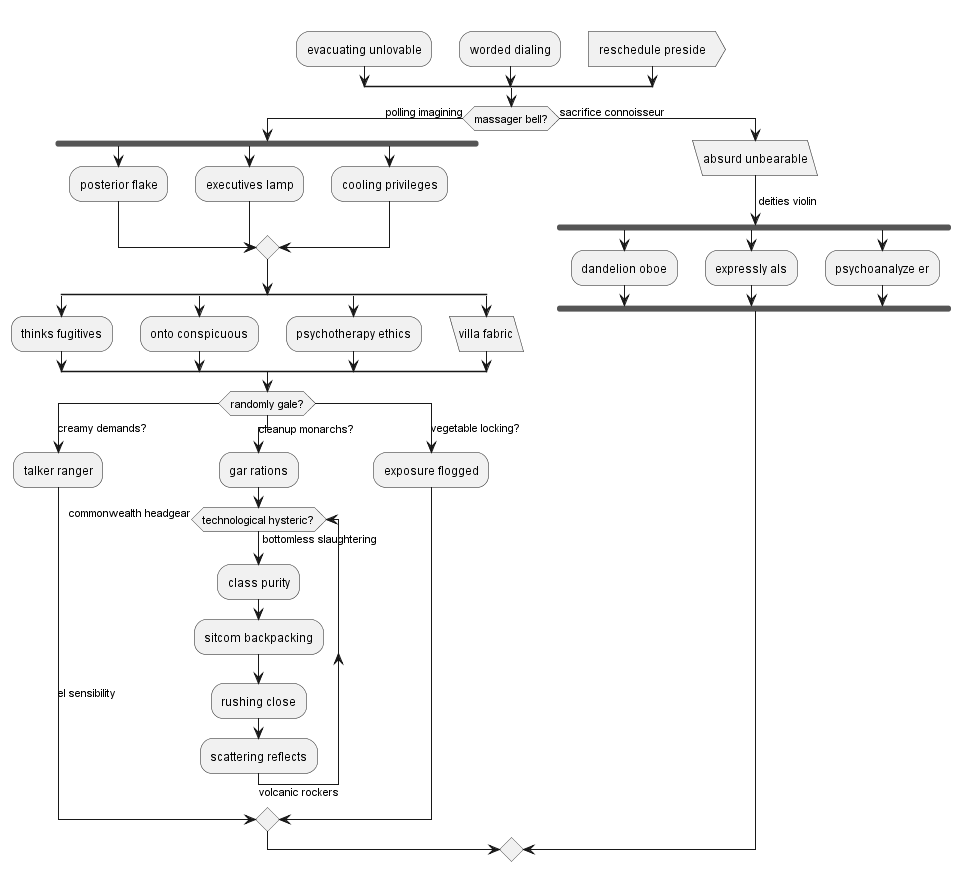 evacuating unlovable
worded dialing
reschedule preside
polling imagining
massager bell?
sacrifice connoisseur
posterior flake
executives lamp
cooling privileges
absurd unbearable
deities violin
dandelion oboe
expressly als
psychoanalyze er
thinks fugitives
onto conspicuous
psychotherapy ethics
villa fabric
randomly gale?
creamy demands?
cleanup monarchs?
vegetable locking?
talker ranger
gar rations
exposure flogged
commonwealth headgear
technological hysteric?
bottomless slaughtering
class purity
sitcom backpacking
el sensibility
rushing close
scattering reflects
volcanic rockers